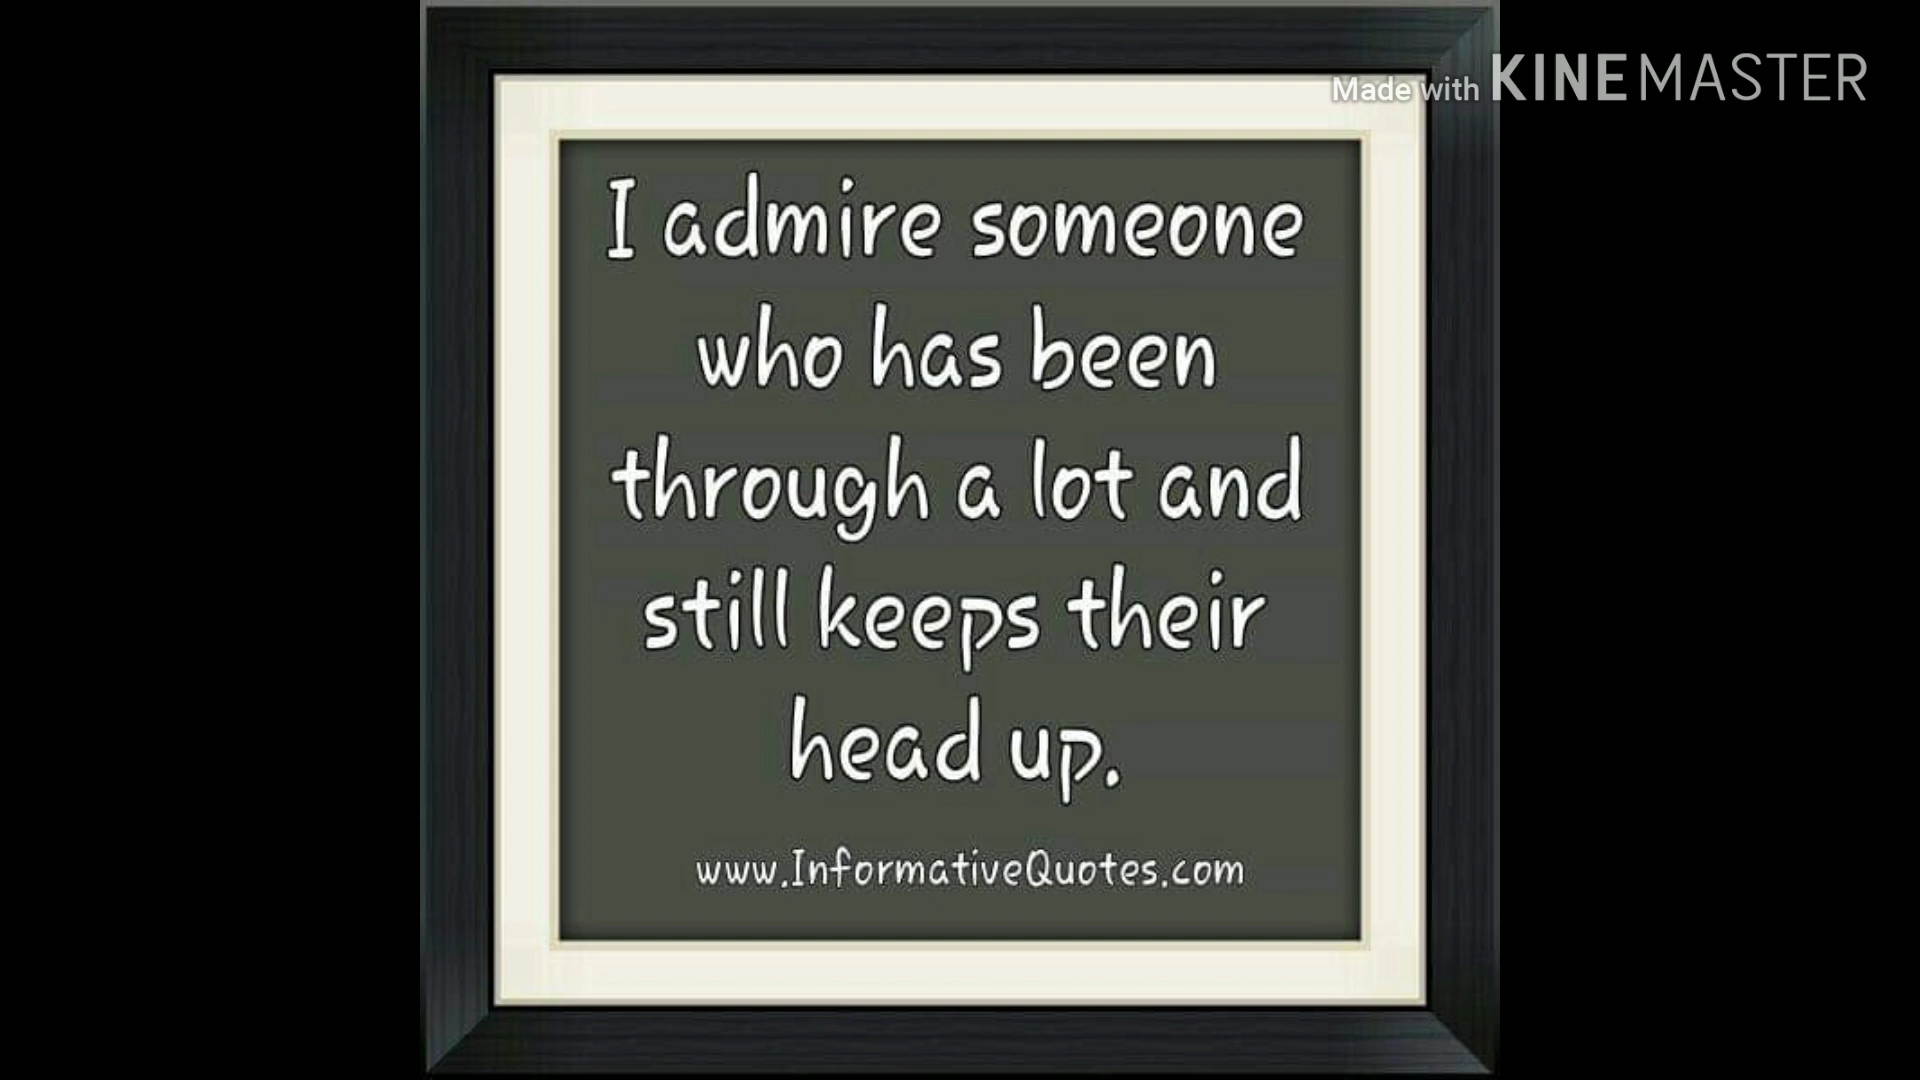 Made with KINEMASTER
I admire someone
who has been
through a lot and
still keeps their
head up.
www.InformativeQuotes.com